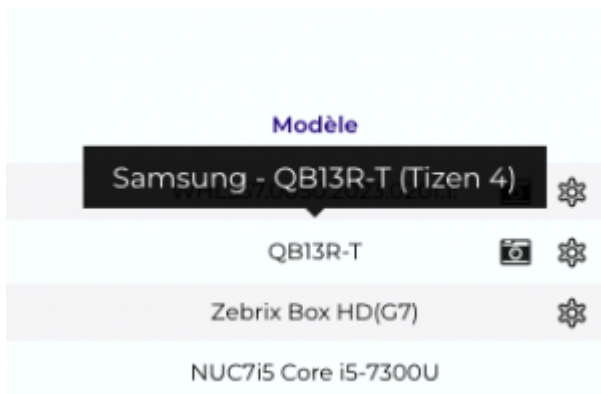 Modèle
Samsung - QB13R-T (Tizen 4)
QB13R-T
Zebrix Box HD(G7)
NUC7i5 Core i5-7300U